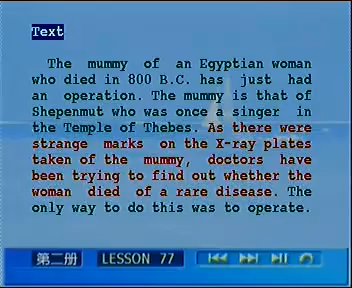 Text
The mummy of an Egyptian woman
who died in 800 B.C. has just had
an operation. The mummy is that of
Shepenmut who was once a singer in
the Temple of Thebes. As there were
strange marks on the X-ray plates
taken of the mummy, doctors have
been trying to find out whether the
woman died of a rare disease. The
only way to do this was to operate.
第二册 LESSON 77